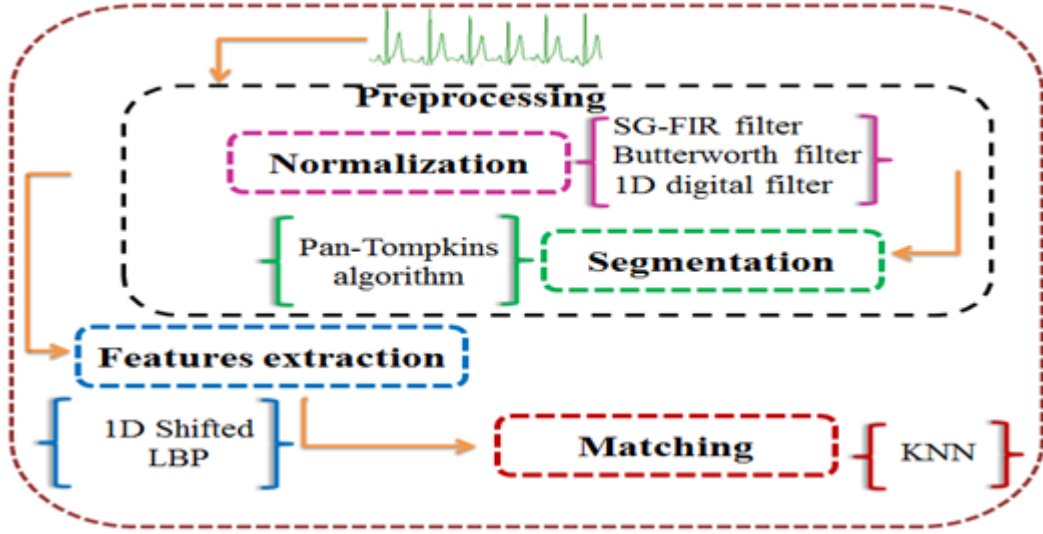 Preprocessing
Normalization
SG-FIR filter
Butterworth filter
1D digital filter
Pan-Tompkins
algorithm
Segmentation
Features extraction
1D Shifted
LBP
Matching
KNN